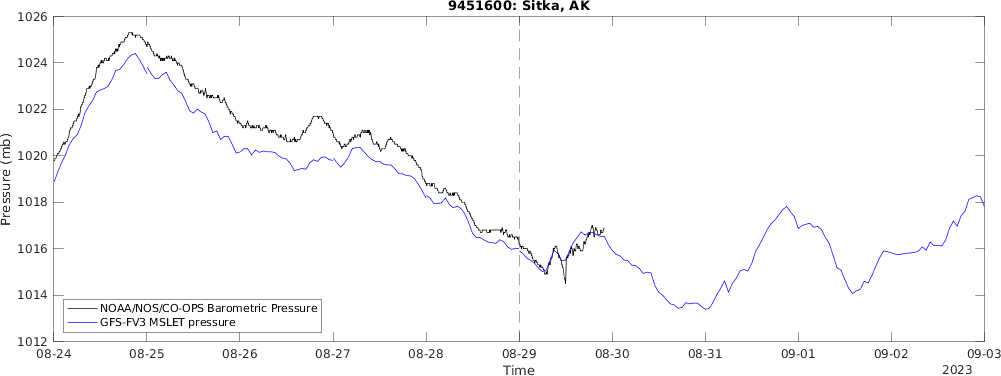 9451600: Sitka, AK
Pressure (mb)
1026
1024
1022
1020
1018
1016
1014
1012
NOAA/NOS/CO-OPS Barometric Pressure
GFS-FV3 MSLET pressure
08-24 08-25 08-26 08-27 08-28 08-29 08-30 08-31 09-01 09-02 09-03
Time
2023